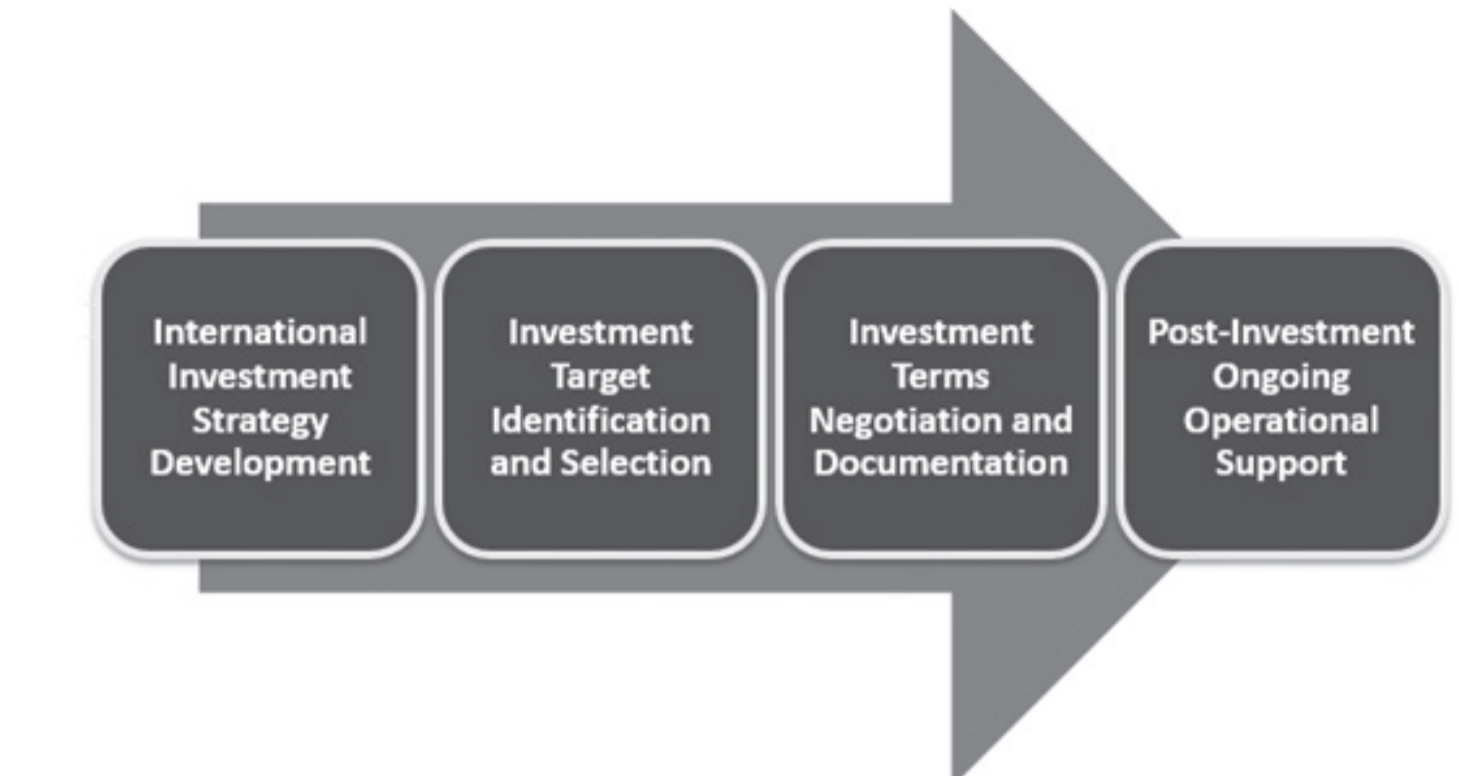 International
Investment
Strategy
Development
Investment
Target
Identification
and Selection
Investment
Terms
Negotiation and
Documentation
Post-Investment
Ongoing
Operational
Support